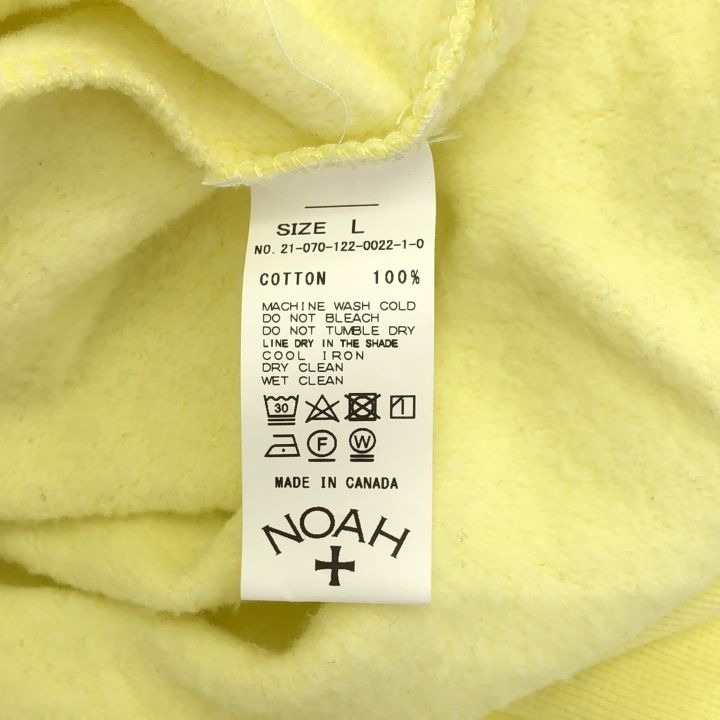 SIZE L
NO. 21-070-122-0022-1-0
COTTON 100%
MACHINE WASH COLD
DO NOT BLEACH
DO NOT TUMBLE DRY
LINE DRY IN THE SHADE
COOL IRON
DRY CLEAN
WET CLEAN
30
F W
MADE IN CANADA
NOAH